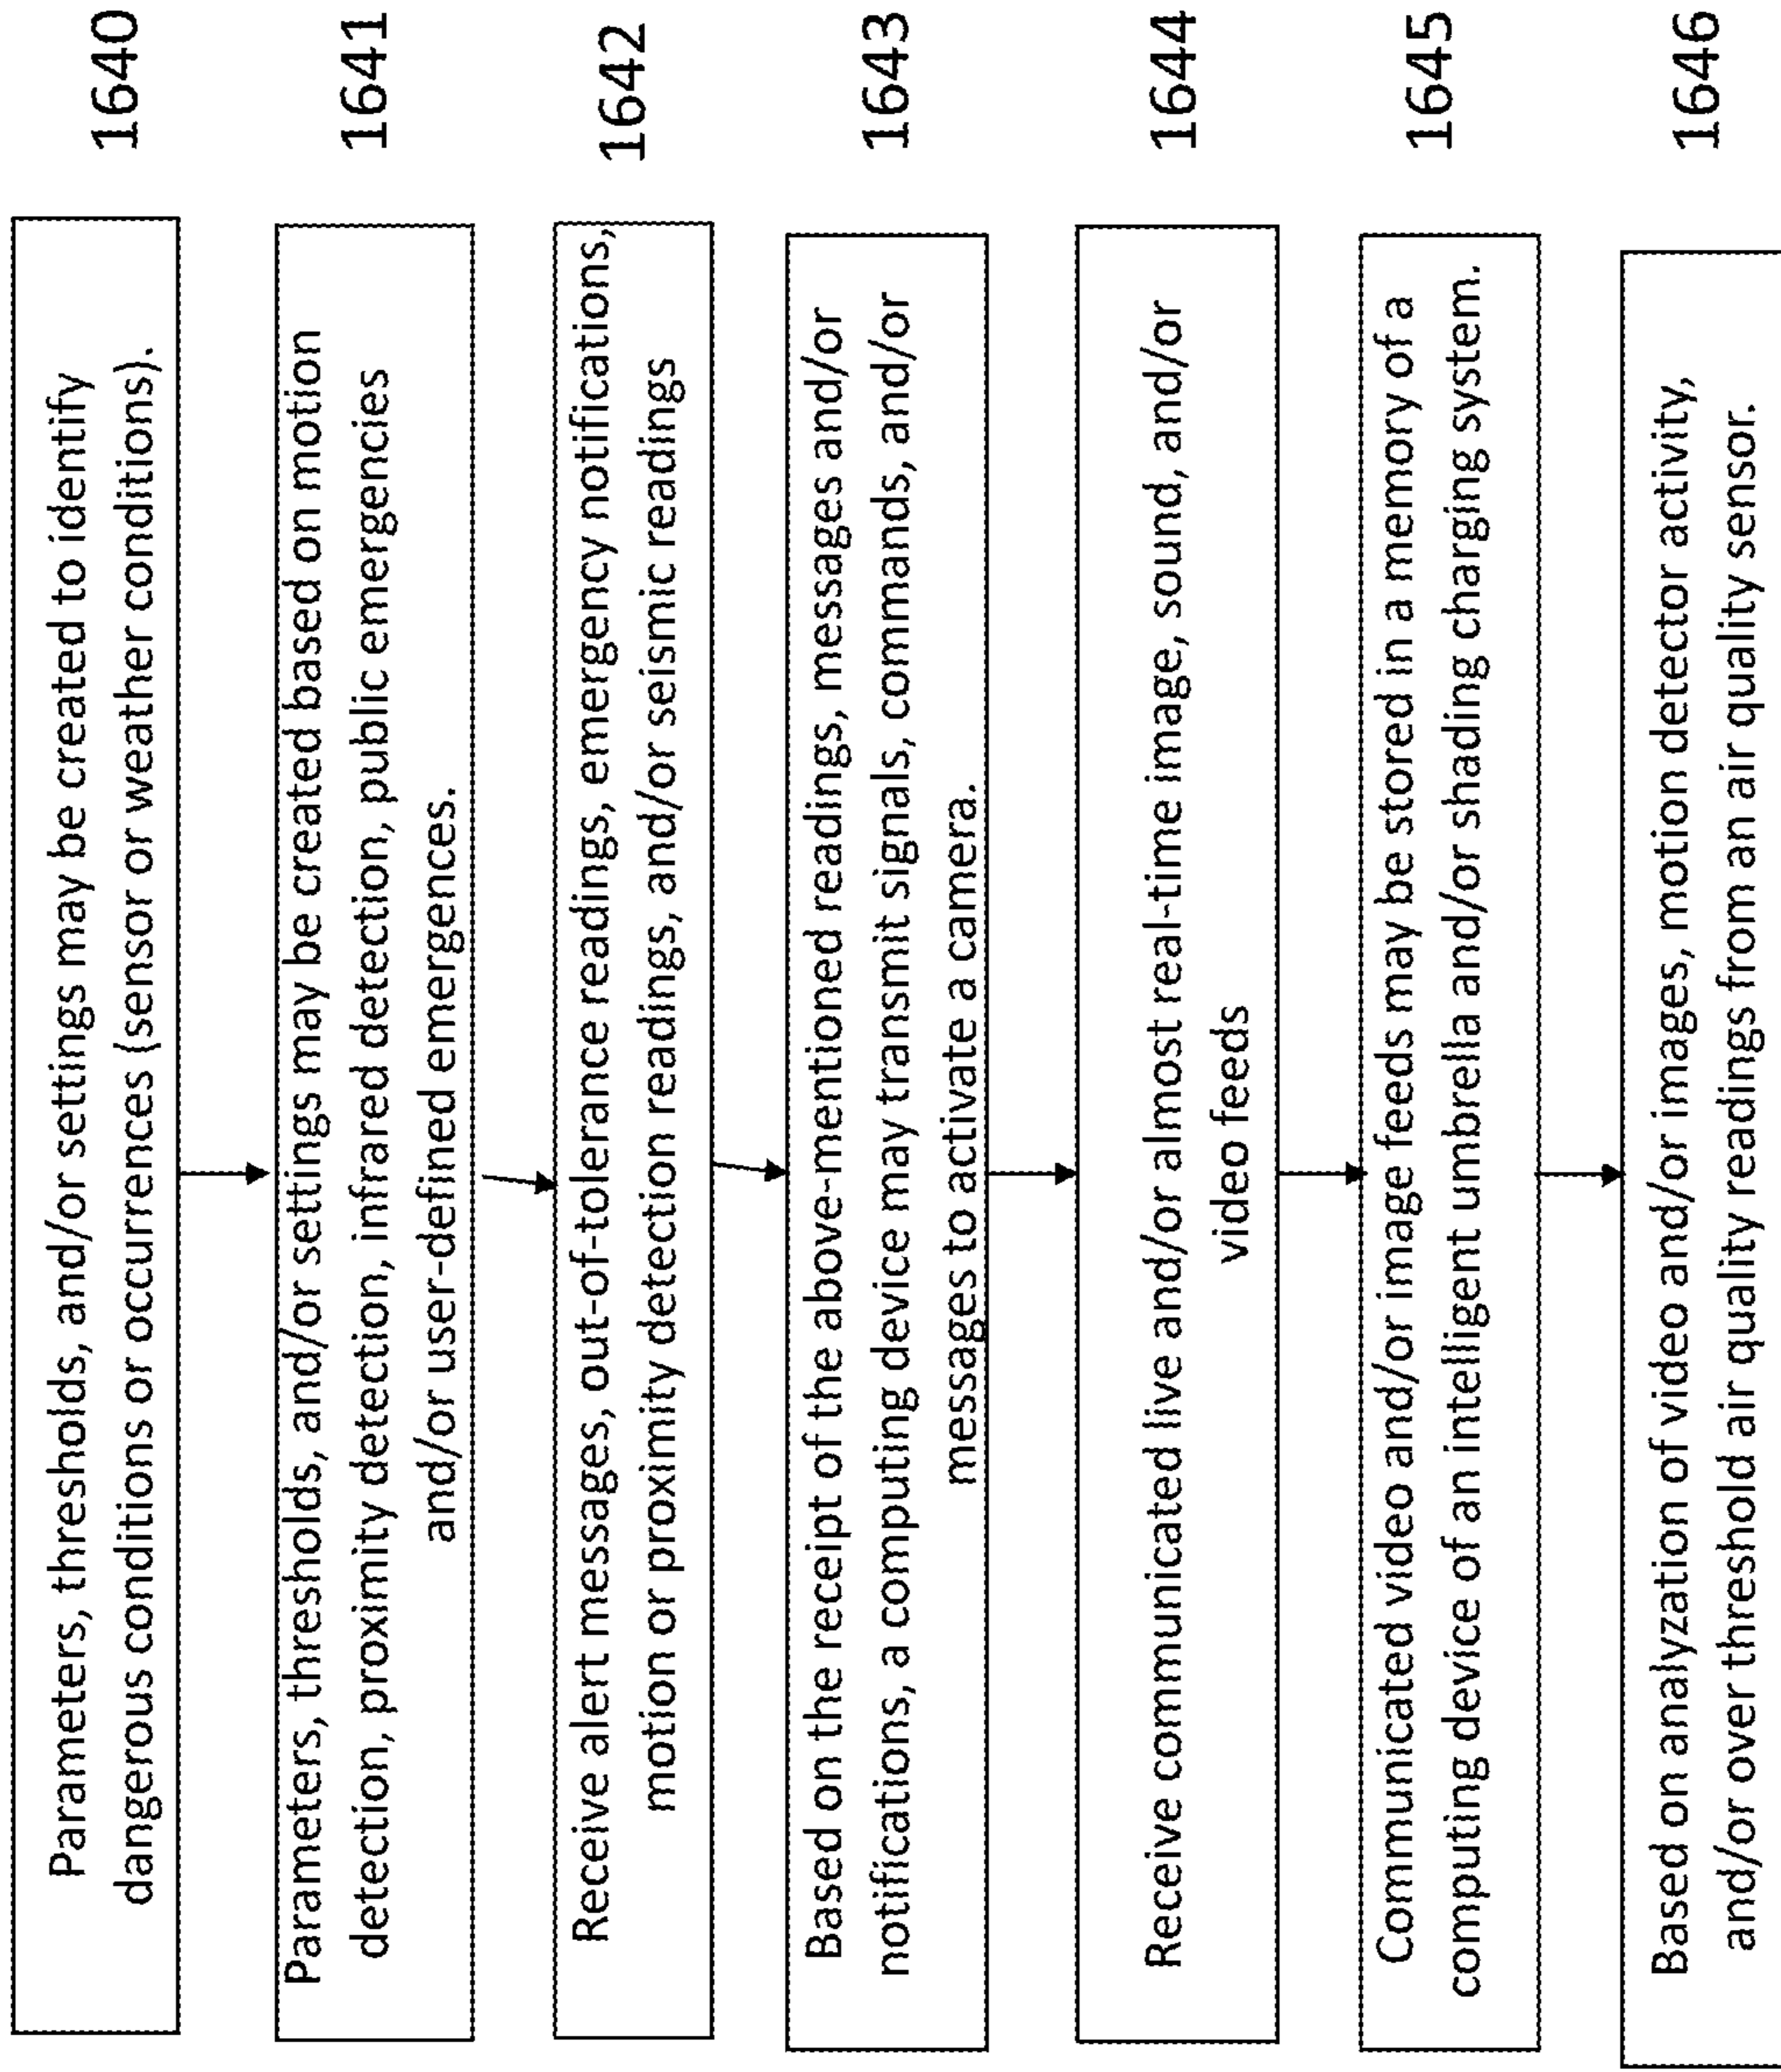 Parameters, thresholds, and/or settings may be created to identify
dangerous conditions or occurrences (sensor or weather conditions).
1640
Parameters, thresholds, and/or settings may be created based on motion
detection, proximity detection, infrared detection, public emergencies
and/or user-defined emergences.
1641
Receive alert messages, out-of-tolerance readings, emergency notifications,
motion or proximity detection readings, and/or seismic readings
1642
Based on the receipt of the above-mentioned readings, messages and/or
notifications, a computing device may transmit signals, commands, and/or
messages to activate a camera.
1643
Receive communicated live and/or almost real-time image, sound, and/or
video feeds
1644
Communicated video and/or image feeds may be stored in a memory of a
computing device of an intelligent umbrella and/or shading charging system.
1645
Based on analyzation of video and/or images, motion detector activity,
and/or over threshold air quality readings from an air quality sensor.
1646